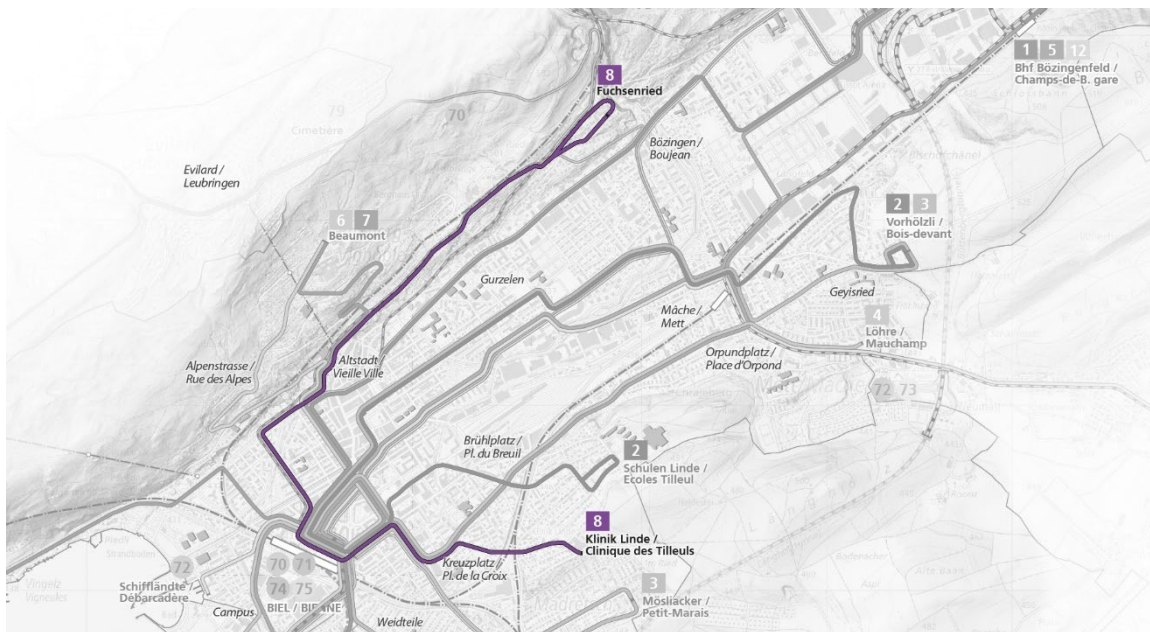 8
Fuchsenried
1 5 12
Bhf Bözingenfeld /
Champs-de-B. gare
79
Cimetière
70
Bözingen /
Boujean
Evilard /
Leubringen
6 7
Beaumont
2 3
Vorhölzli /
Bois-devant
Gurzelen
Geyisried
Mâche /
Mett
4
Löhre /
Mauchamp
Alpenstrasse /
Rue des Alpes
Altstadt /
Vieille Ville
Orpundplatz /
Place d'Orpond
72 73
Brühlplatz /
Pl. du Breuil
2
Schulen Linde /
Ecoles Tilleul
8
Klinik Linde /
Clinique des Tilleuls
72
Schifflände /
Débarcadère
Vingelz
Vigneules
70 71
74 75
BIEL / BIENNE
Campus
Kreuzplatz /
Pl. de la Croix
Weidteile
3
Möösliacker /
Petit-Marais